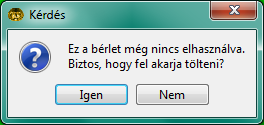 Kérdés
Ez a bérlet még nincs elhasználva.
Biztos, hogy fel akarja tölteni?
Igen
Nem